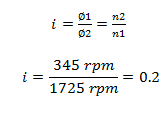 i = Ø1/Ø2 = n2/n1
i = 345 rpm / 1725 rpm = 0.2